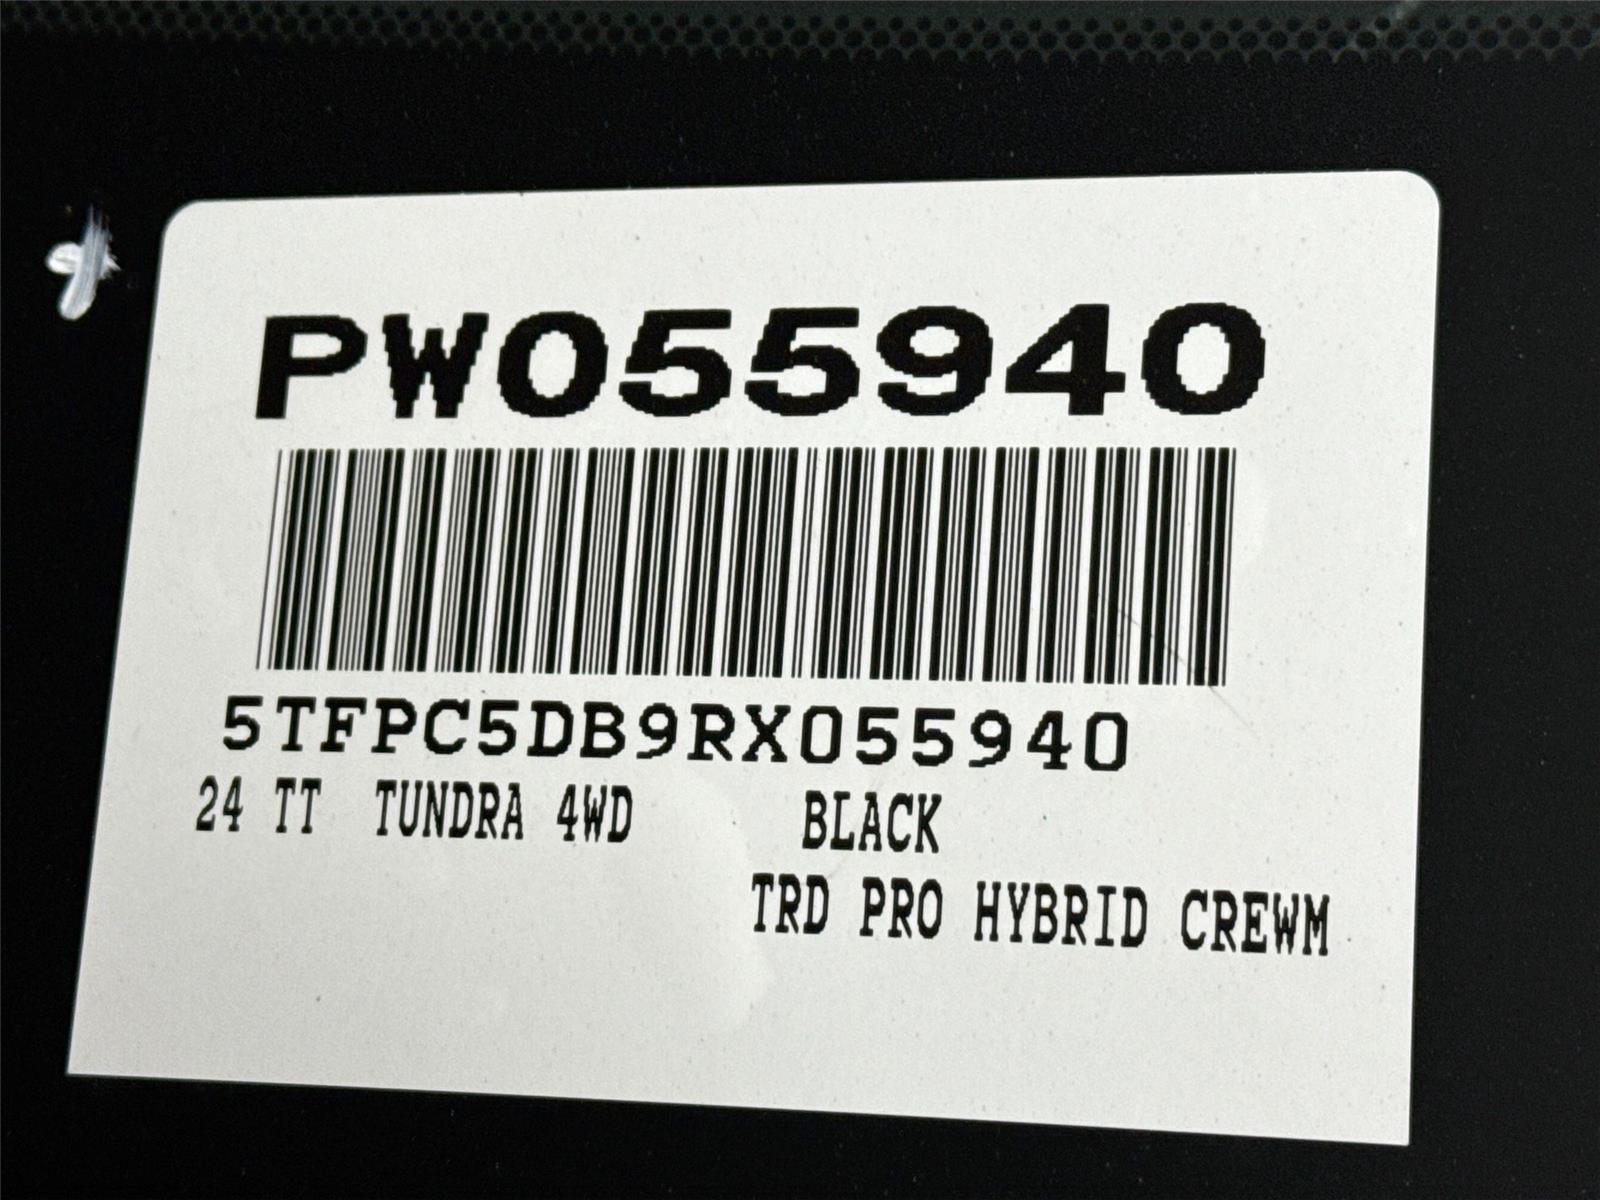 PW055940
5TFPC5DB9RX055940
24 TT TUNDRA 4WD BLACK
TRD PRO HYBRID CREWM